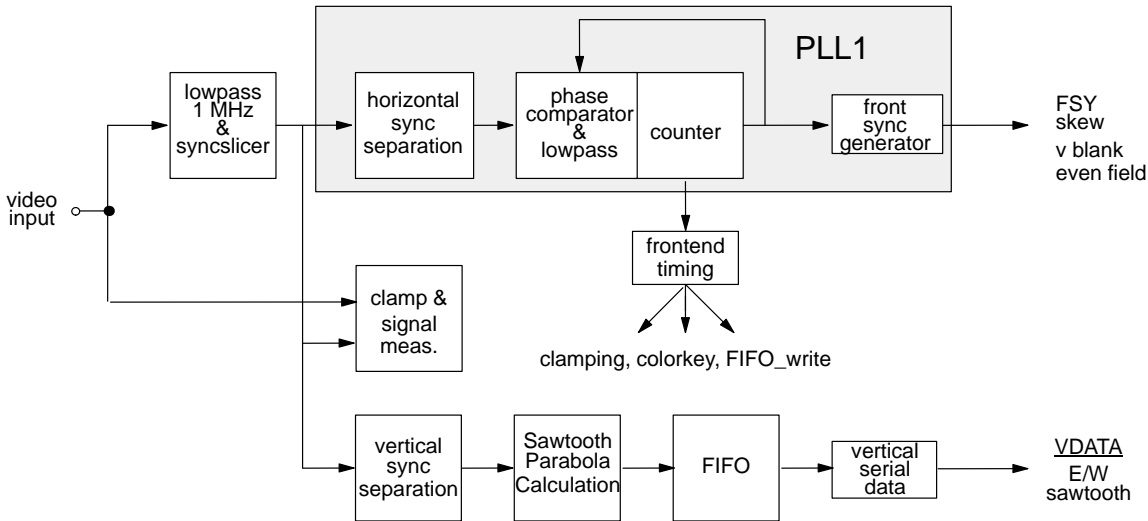 PLL1
lowpass
1 MHz
&
syncslicer
horizontal
sync
separation
phase
comparator
&
lowpass
counter
front
sync
generator
FSY
skew
v blank
even field
video
input
frontend
timing
clamp &
signal
meas.
clamping, colorkey, FIFO_write
vertical
sync
separation
Sawtooth
Parabola
Calculation
FIFO
vertical
serial
data
VDATA
E/W
sawtooth